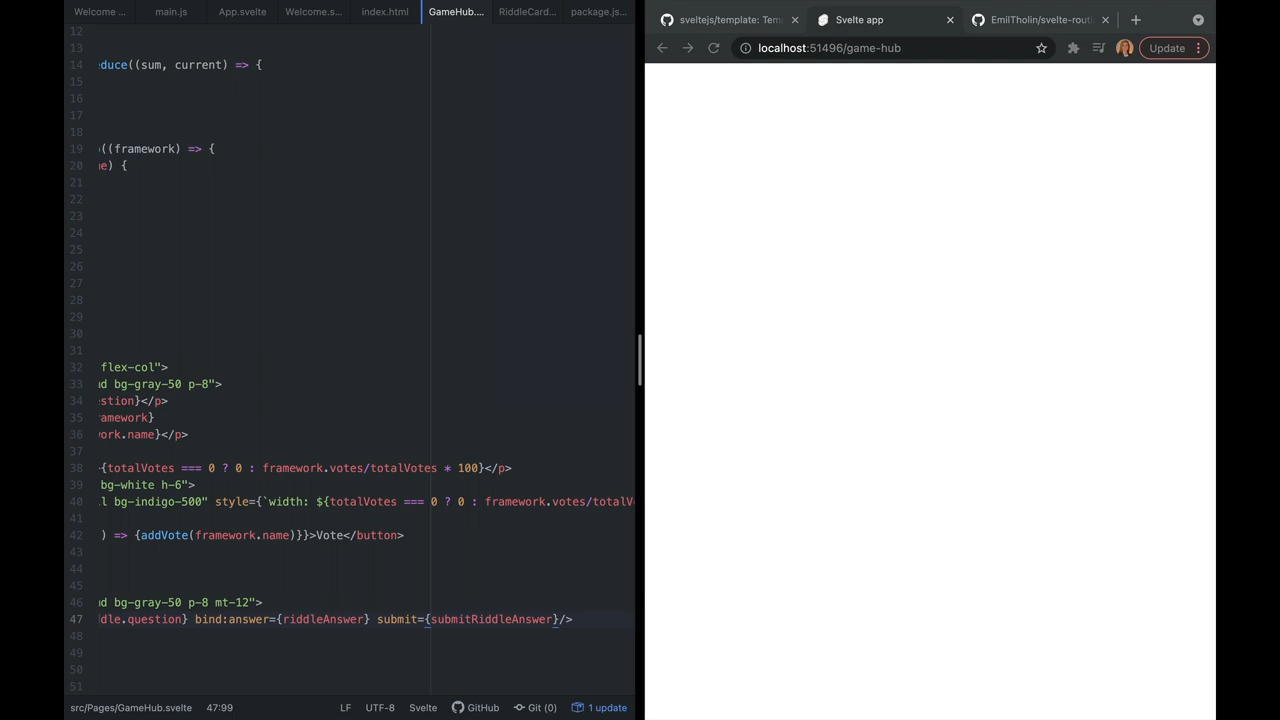 Welcome ...
main.js
App.svelte
Welcome.s...
index.html
GameHub....
RiddleCard...
package.js...
sveltejs/template: Tem
Svelte app
EmilTholin/svelte-routi
localhost:51496/game-hub
Update
12
13
14 educe((sum, current) => {
15
16
17
18
19 ((framework) => {
20 e) {
21
22
23
24
25
26
27
28
29
30
31
32 flex-col">
33 d bg-gray-50 p-8">
34 estion}</p>
35 amework}
36 work.name}</p>
37
38 {totalVotes === 0 ? 0 : framework.votes/totalVotes * 100}</p>
39 bg-white h-6">
40 l bg-indigo-500" style={`width: ${totalVotes === 0 ? 0 : framework.votes/totalV
41
42 ) => {addVote(framework.name)}}>Vote</button>
43
44
45
46 d bg-gray-50 p-8 mt-12">
47 dle.question} bind:answer={riddleAnswer} submit={submitRiddleAnswer}/>
48
49
50
51
src/Pages/GameHub.svelte 47:99 LF UTF-8 Svelte GitHub Git (0) 1 update